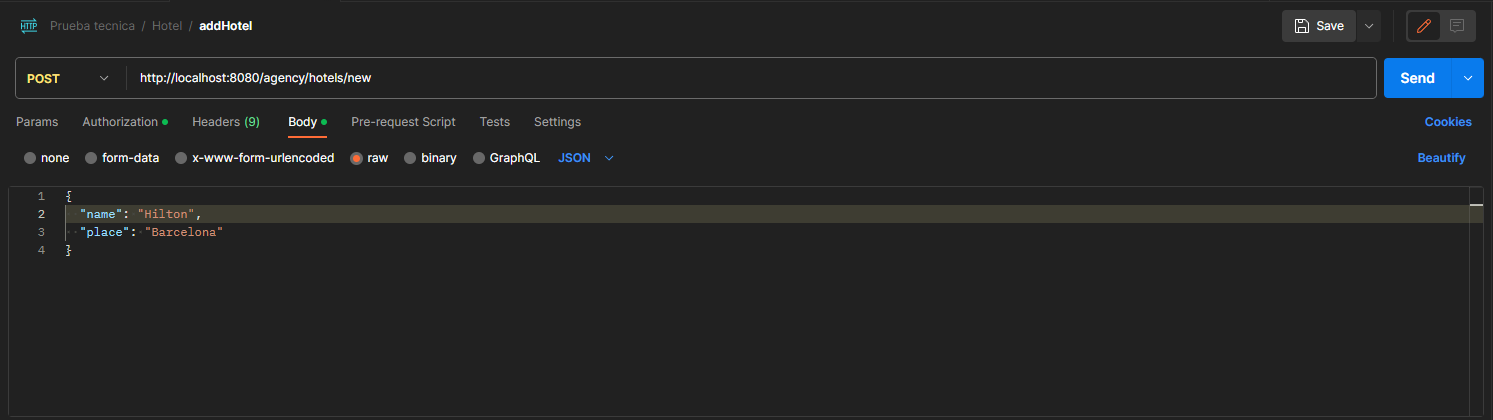 HTTP Prueba tecnica / Hotel / addHotel Save
POST http://localhost:8080/agency/hotels/new Send
Params Authorization Headers (9) Body Pre-request Script Tests Settings Cookies
none form-data x-www-form-urlencoded raw binary GraphQL JSON Beautify
1 {
2 "name": "Hilton",
3 "place": "Barcelona"
4 }